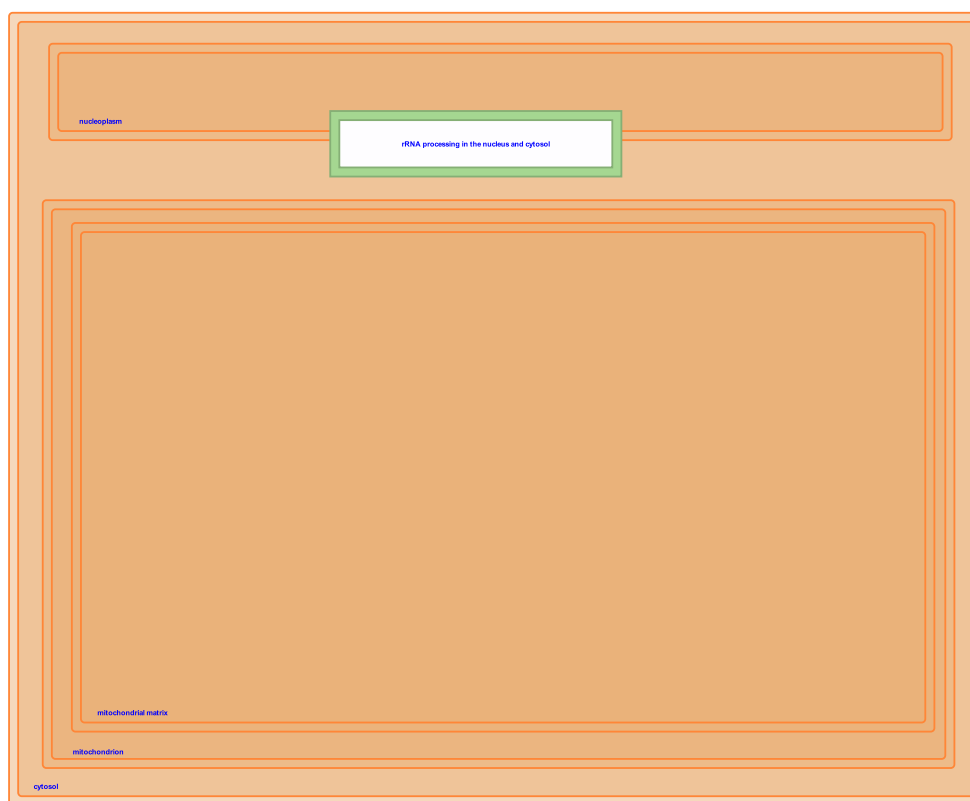 nucleoplasm
rRNA processing in the nucleus and cytosol
mitochondrial matrix
mitochondrion
cytosol